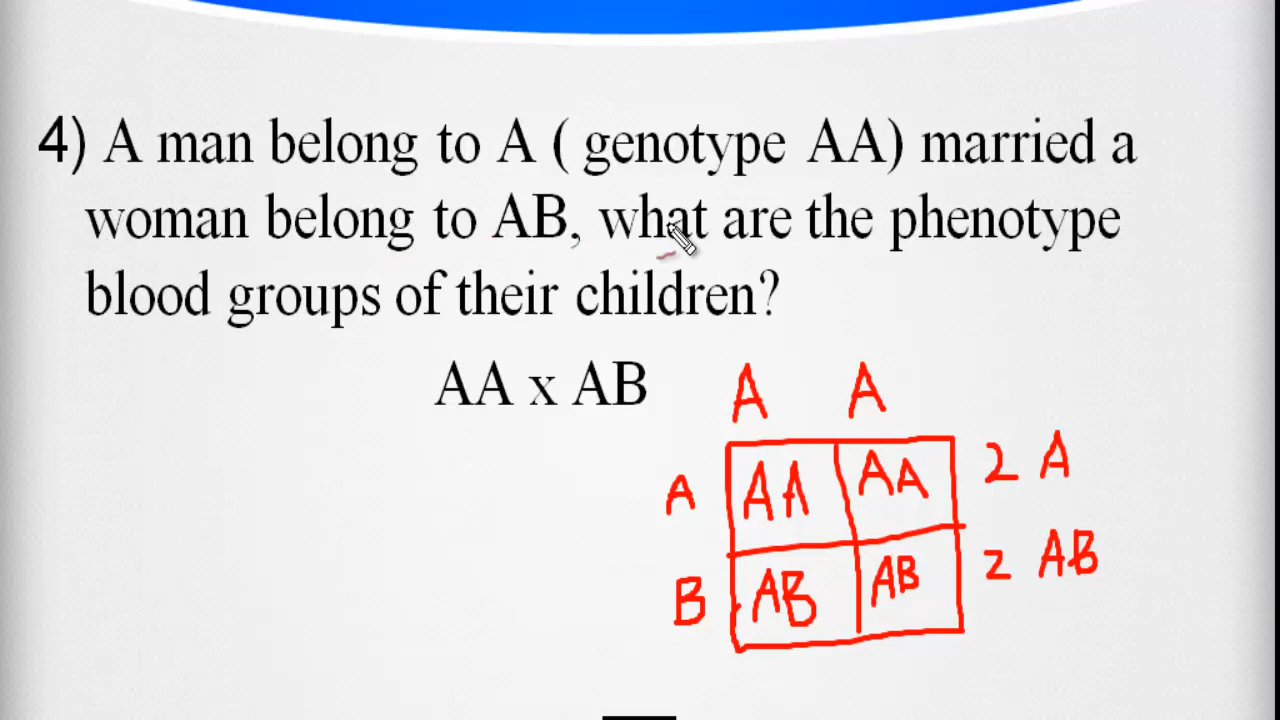 4) A man belong to A ( genotype AA) married a
woman belong to AB, what are the phenotype
blood groups of their children?
AA x AB
A A
A AA AA 2 A
B AB AB 2 AB